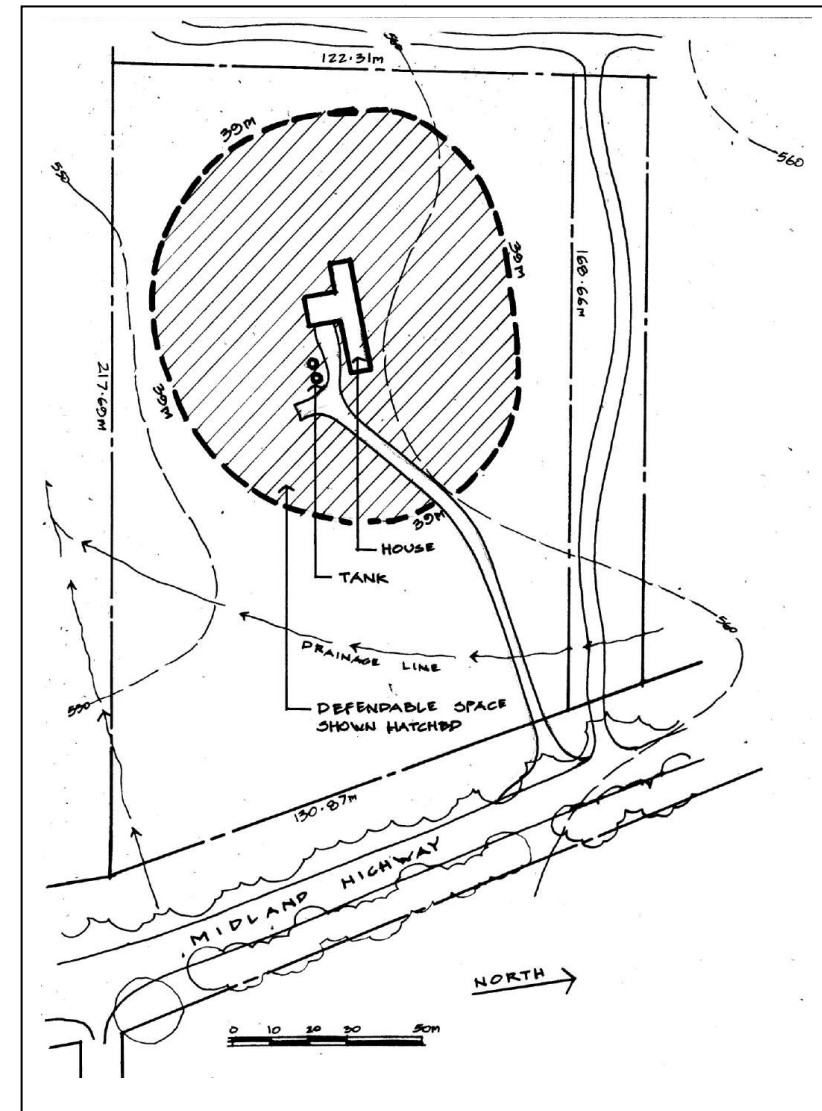 560
122.31m
39m
560
550
39m
168.66m
217.69m
39m
39m
HOUSE
TANK
560
DRAINAGE LINE
550
DEFENDABLE SPACE
SHOWN HATCHED
130.87m
MIDLAND HIGHWAY
NORTH
0 10 20 30 50m